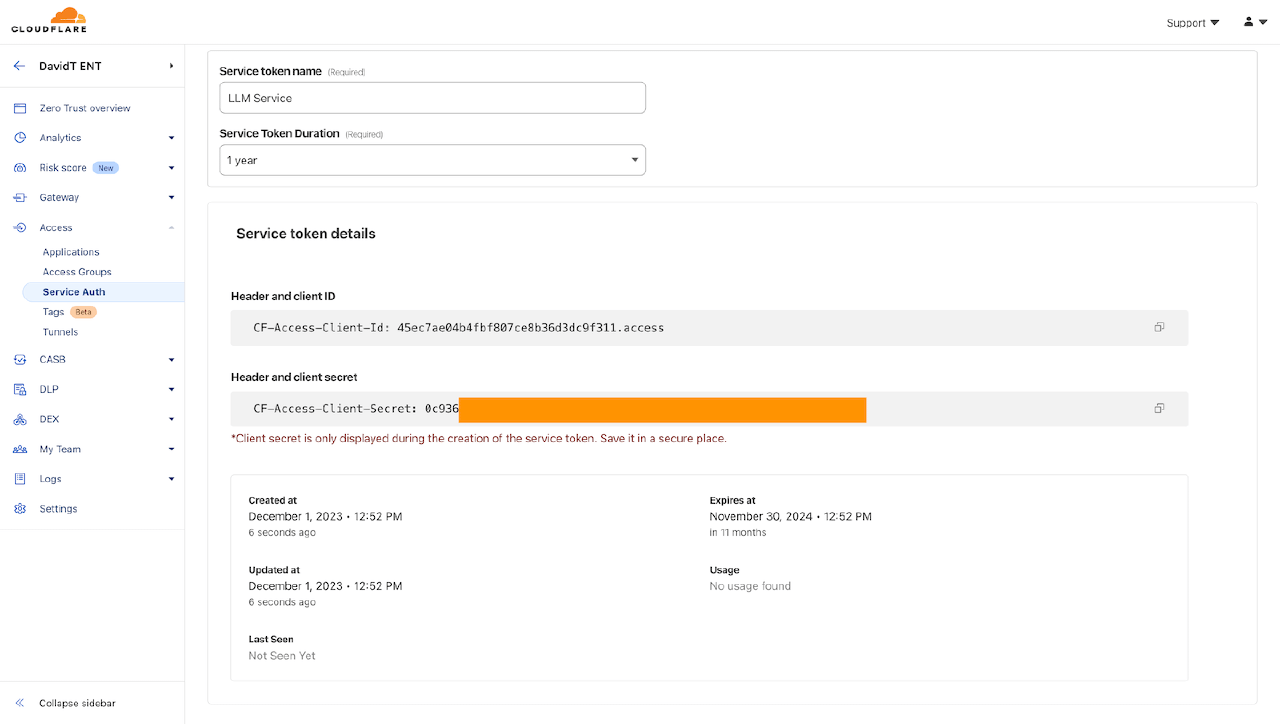 CLOUDFLARE
Support
DavidT ENT
Zero Trust overview
Analytics
Risk score New
Gateway
Access
Applications
Access Groups
Service Auth
Tags Beta
Tunnels
CASB
DLP
DEX
My Team
Logs
Settings
Collapse sidebar
Service token name (Required)
LLM Service
Service Token Duration (Required)
1 year
Service token details
Header and client ID
CF-Access-Client-Id: 45ec7ae04b4fbf807ce8b36d3dc9f311.access
Header and client secret
CF-Access-Client-Secret: 0c936
*Client secret is only displayed during the creation of the service token. Save it in a secure place.
Created at
December 1, 2023 • 12:52 PM
6 seconds ago
Expires at
November 30, 2024 • 12:52 PM
in 11 months
Updated at
December 1, 2023 • 12:52 PM
6 seconds ago
Usage
No usage found
Last Seen
Not Seen Yet